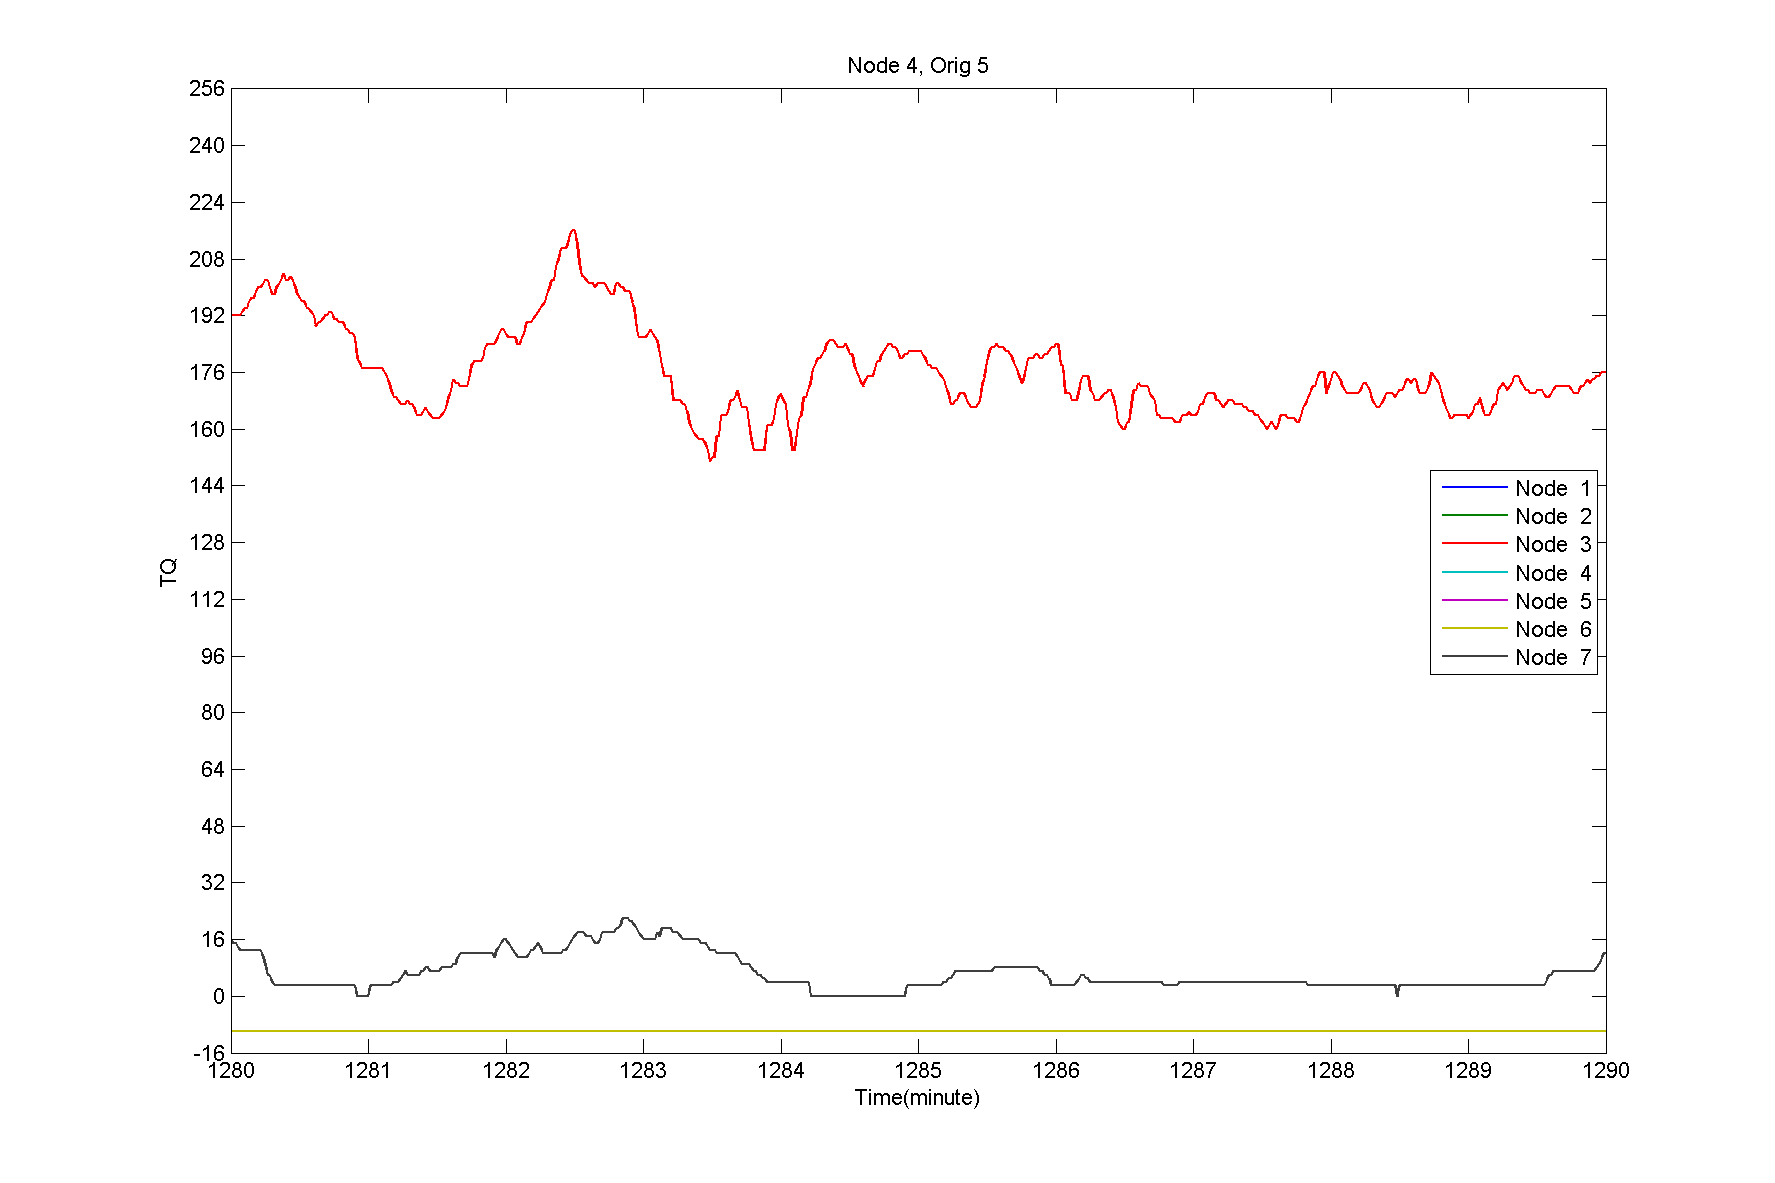 Node 4, Orig 5
256
240
224
208
192
176
160
144
128
112
96
80
64
48
32
16
0
-16
TQ
Node 1
Node 2
Node 3
Node 4
Node 5
Node 6
Node 7
1280 1281 1282 1283 1284 1285 1286 1287 1288 1289 1290
Time(minute)